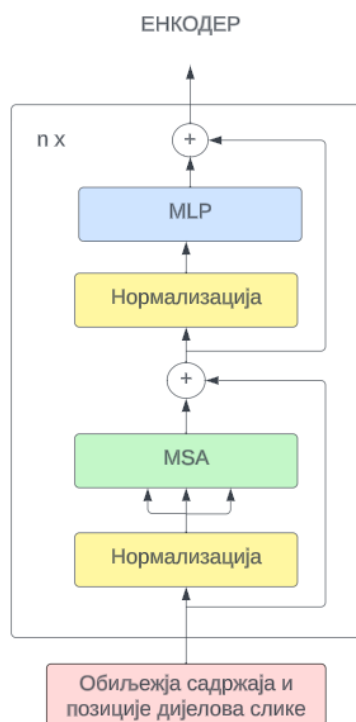 ЕНКОДЕР
+
n x
MLP
Нормализација
+
MSA
Нормализација
Обиљежја садржаја и
позиције дијелова слике